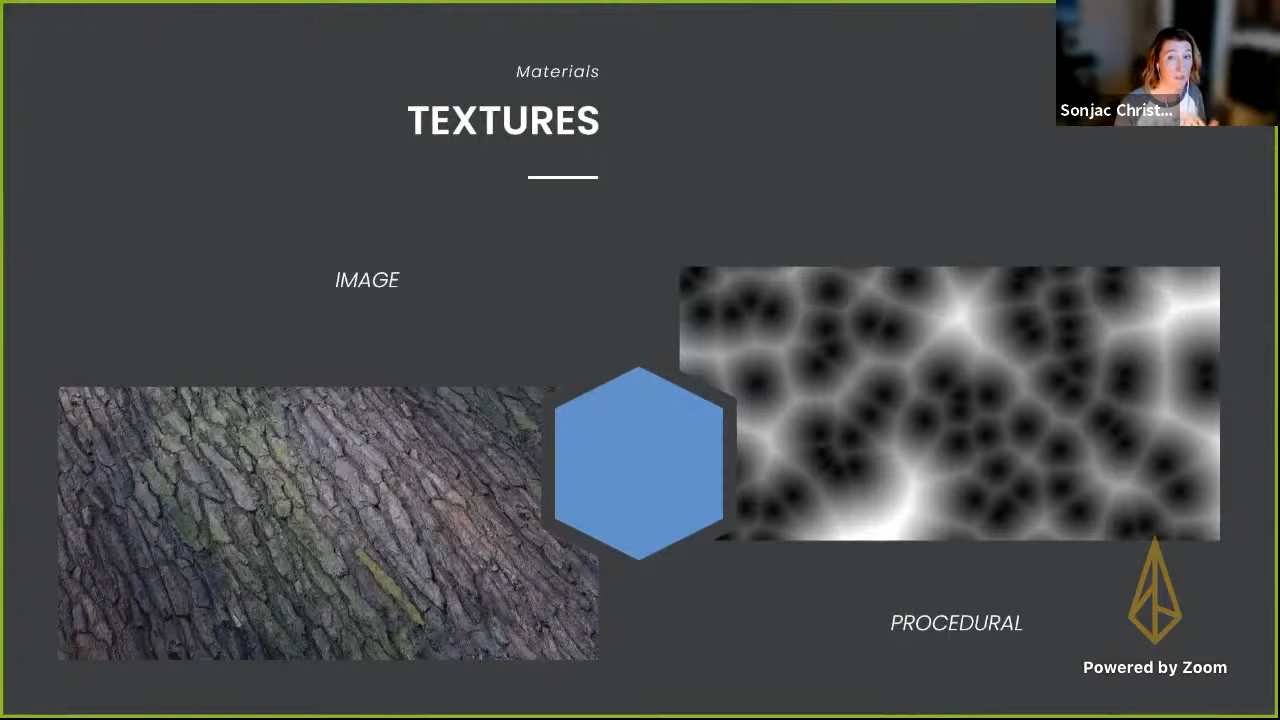 Materials
TEXTURES
Sonjac Christ...
IMAGE
PROCEDURAL
Powered by Zoom